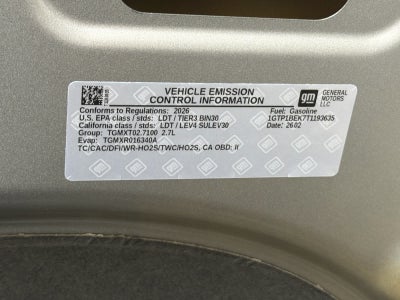 VEHICLE EMISSION
CONTROL INFORMATION
gm GENERAL MOTORS LLC
Conforms to Regulations: 2026
Fuel: Gasoline
U.S. EPA class / stds: LDT / TIER3 BIN30
1GTP1BEK7T1193635
California class / stds: LDT / LEV4 SULEV30
Date: 2602
Group: TGMXT02.7100 2.7L
Evap: TGMXR016340A
TC/CAC/DFI/WR-HO2S/TWC/HO2S, CA OBD: II